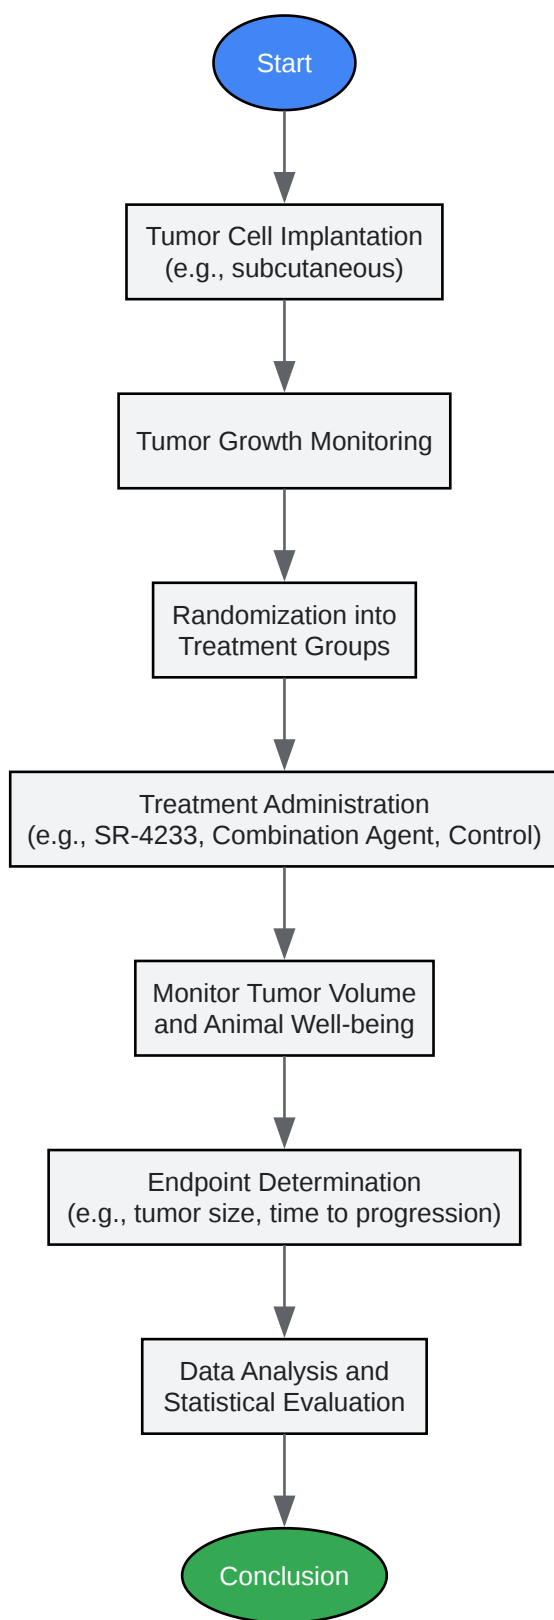 Start
Tumor Cell Implantation
(e.g., subcutaneous)
Tumor Growth Monitoring
Randomization into
Treatment Groups
Treatment Administration
(e.g., SR-4233, Combination Agent, Control)
Monitor Tumor Volume
and Animal Well-being
Endpoint Determination
(e.g., tumor size, time to progression)
Data Analysis and
Statistical Evaluation
Conclusion